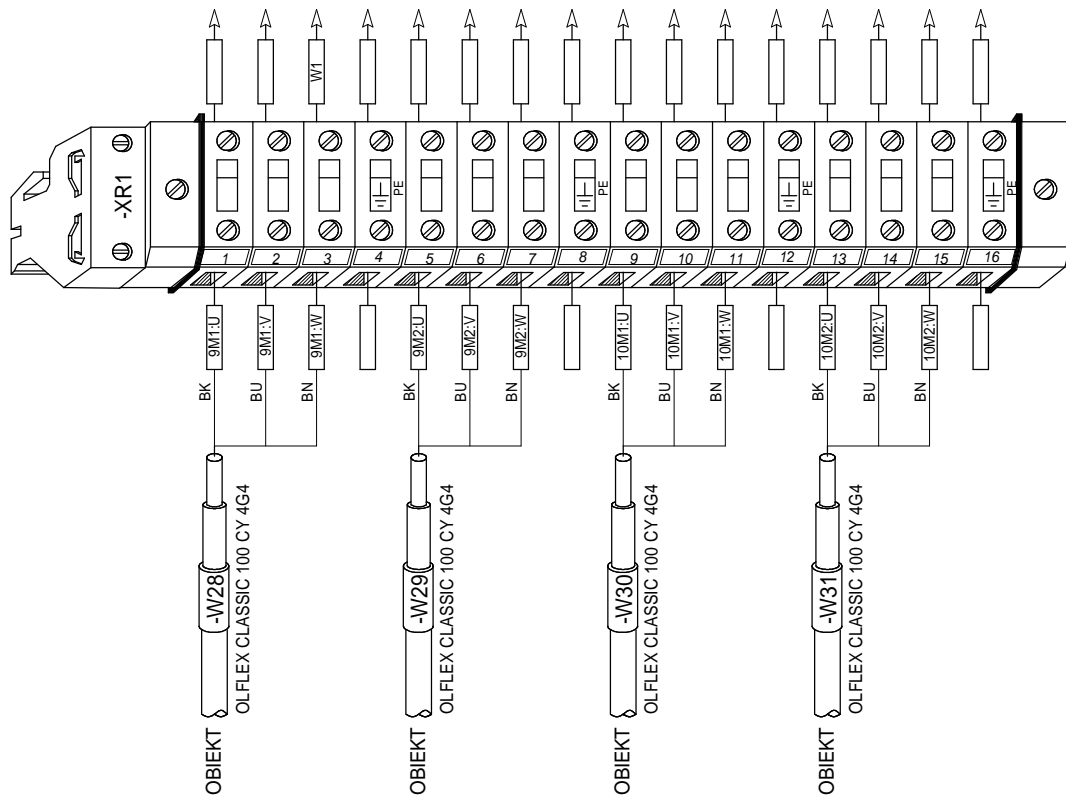 W1
-XR1
PE
PE
PE
PE
1
2
3
4
5
6
7
8
9
10
11
12
13
14
15
16
9M1:U
9M1:V
9M1:W
9M2:U
9M2:V
9M2:W
10M1:U
10M1:V
10M1:W
10M2:U
10M2:V
10M2:W
BK
BU
BN
BK
BU
BN
BK
BU
BN
BK
BU
BN
-W28
OLFLEX CLASSIC 100 CY 4G4
-W29
OLFLEX CLASSIC 100 CY 4G4
-W30
OLFLEX CLASSIC 100 CY 4G4
-W31
OLFLEX CLASSIC 100 CY 4G4
OBIEKT
OBIEKT
OBIEKT
OBIEKT